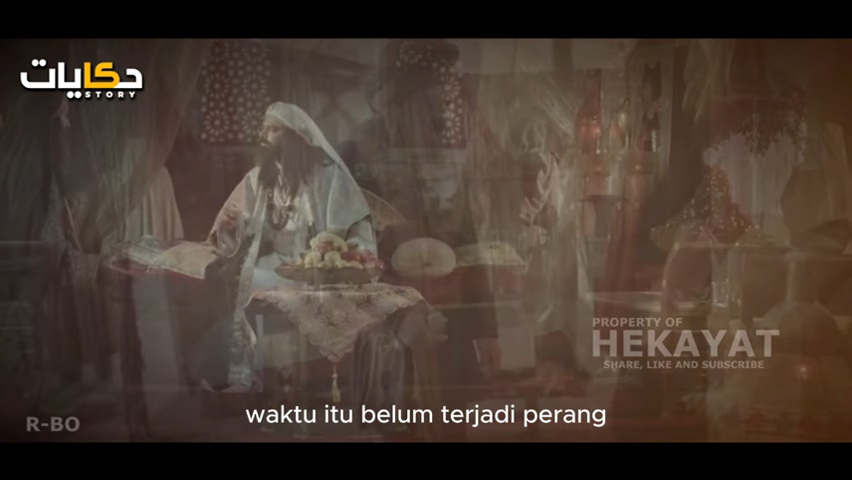 حكايات
STORY
PROPERTY OF
HEKAYAT
SHARE, LIKE AND SUBSCRIBE
waktu itu belum terjadi perang
R-BO